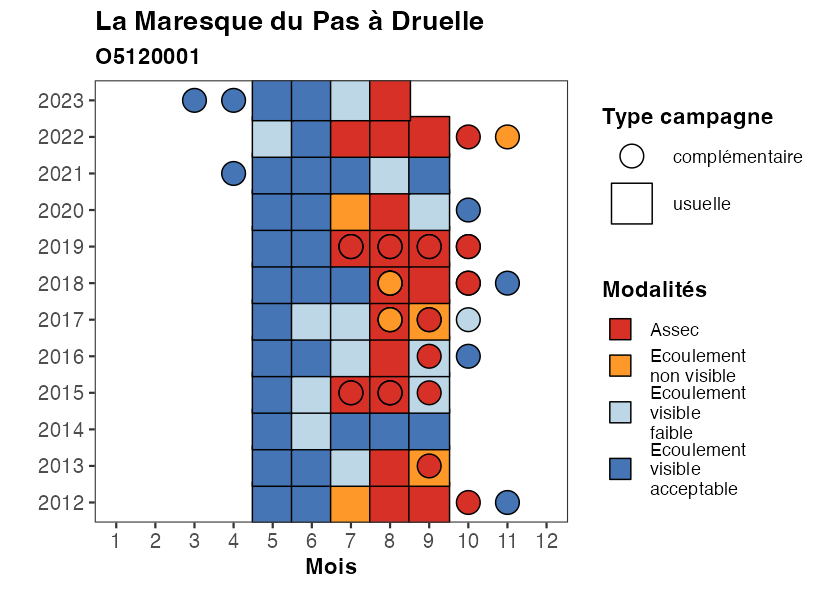 La Maresque du Pas à Druelle
O5120001
2023
2022
2021
2020
2019
2018
2017
2016
2015
2014
2013
2012
1 2 3 4 5 6 7 8 9 10 11 12
Mois
Type campagne
complémentaire
usuelle
Modalités
Assec
Ecoulement
non visible
Ecoulement
visible
faible
Ecoulement
visible
acceptable